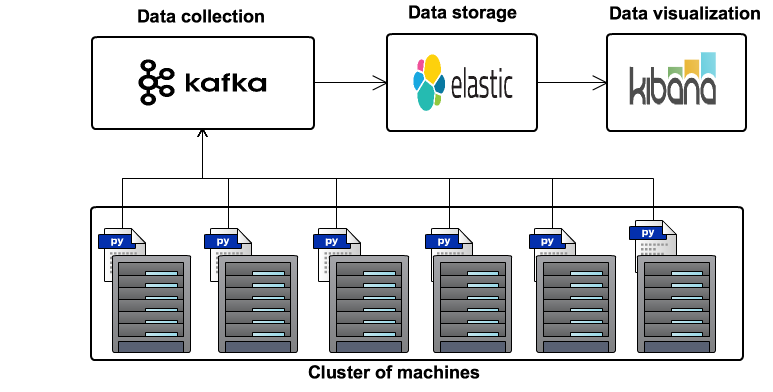 Data collection
Data storage
Data visualization
kafka
elastic
kibana
py
py
py
py
py
py
Cluster of machines